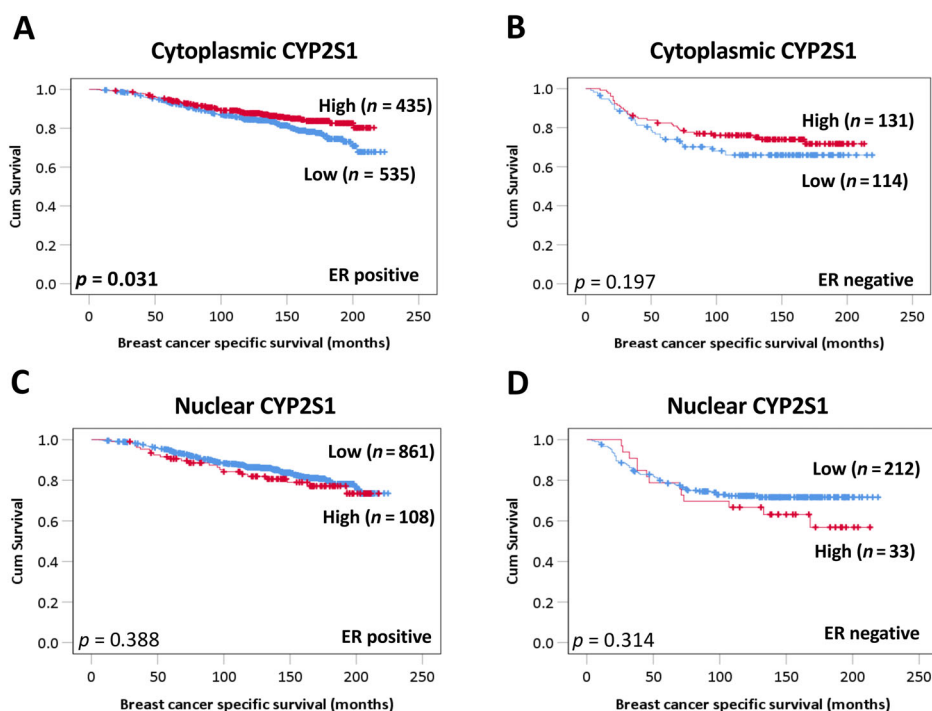 A
Cytoplasmic CYP2S1
Cum Survival
1.0
0.8
0.6
0.4
0.2
0.0
High (n = 435)
Low (n = 535)
p = 0.031
ER positive
0 50 100 150 200 250
Breast cancer specific survival (months)
B
Cytoplasmic CYP2S1
Cum Survival
1.0
0.8
0.6
0.4
0.2
0.0
High (n = 131)
Low (n = 114)
p = 0.197
ER negative
0 50 100 150 200 250
Breast cancer specific survival (months)
C
Nuclear CYP2S1
Cum Survival
1.0
0.8
0.6
0.4
0.2
0.0
Low (n = 861)
High (n = 108)
p = 0.388
ER positive
0 50 100 150 200 250
Breast cancer specific survival (months)
D
Nuclear CYP2S1
Cum Survival
1.0
0.8
0.6
0.4
0.2
0.0
Low (n = 212)
High (n = 33)
p = 0.314
ER negative
0 50 100 150 200 250
Breast cancer specific survival (months)